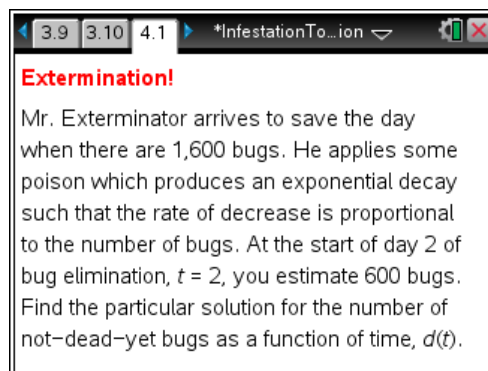 3.9 3.10 4.1 *InfestationTo...ion
Extermination!
Mr. Exterminator arrives to save the day
when there are 1,600 bugs. He applies some
poison which produces an exponential decay
such that the rate of decrease is proportional
to the number of bugs. At the start of day 2 of
bug elimination, t = 2, you estimate 600 bugs.
Find the particular solution for the number of
not−dead−yet bugs as a function of time, d(t).